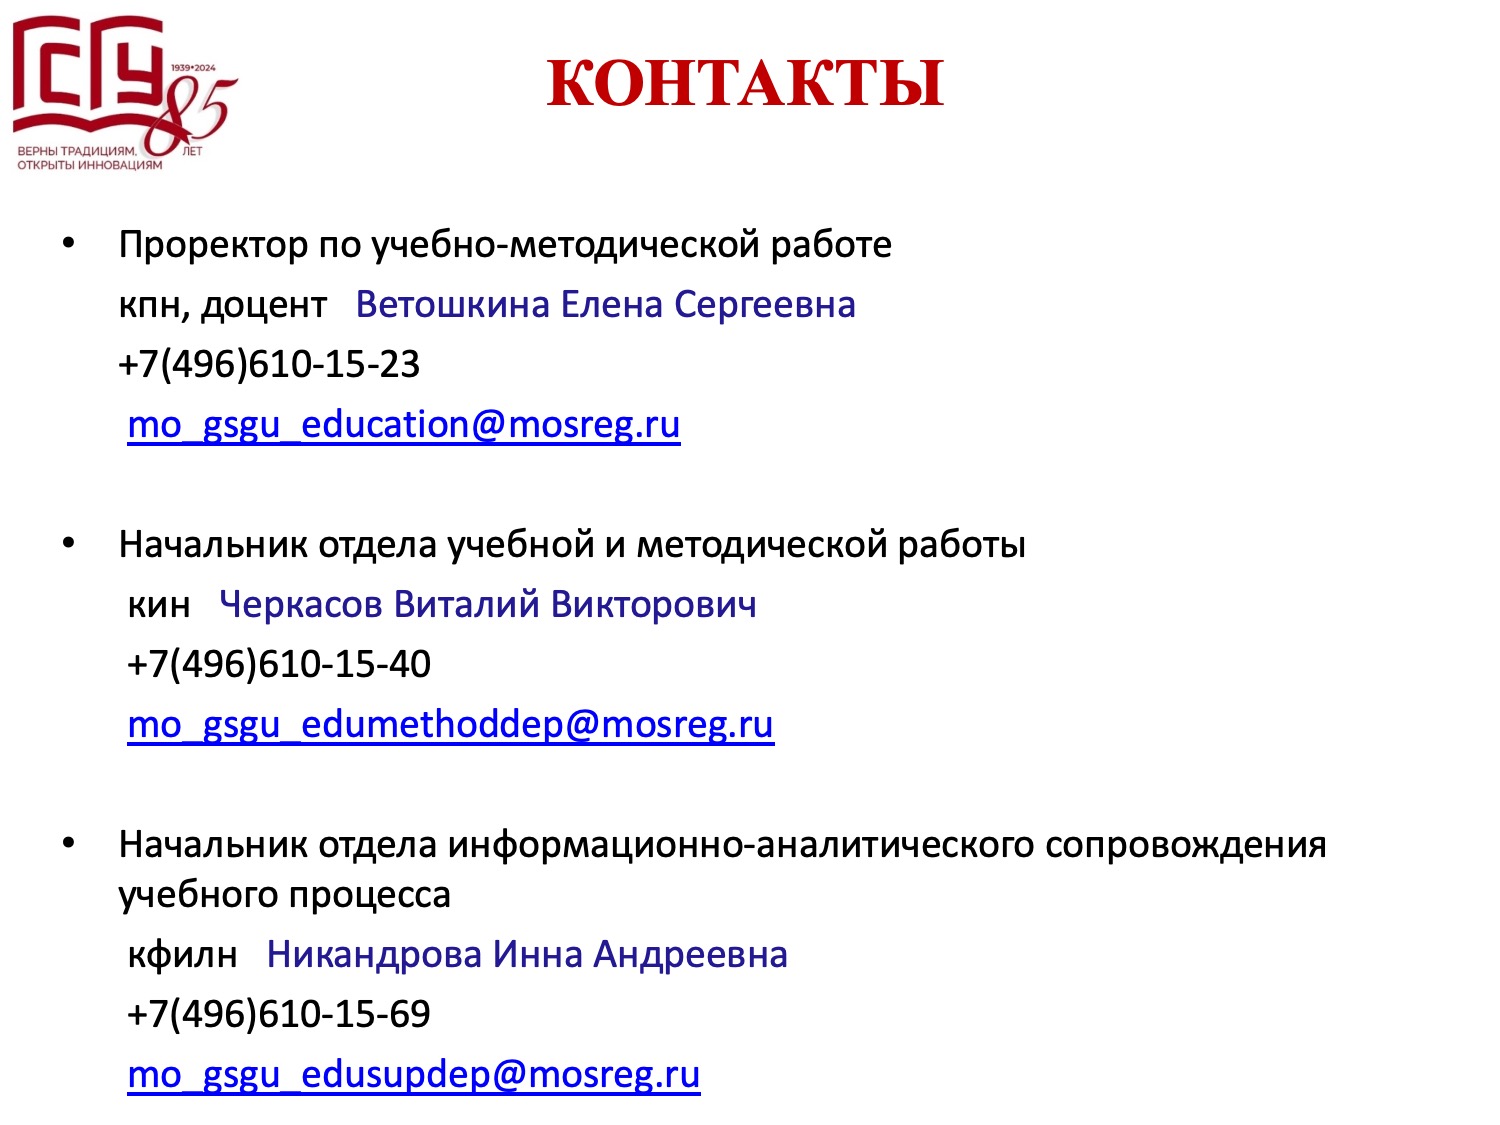 ГСГУ
1939•2024
85
ЛЕТ
ВЕРНЫ ТРАДИЦИЯМ,
ОТКРЫТЫ ИННОВАЦИЯМ
КОНТАКТЫ
• Проректор по учебно-методической работе
кпн, доцент Ветошкина Елена Сергеевна
+7(496)610-15-23
mo_gsgu_education@mosreg.ru
• Начальник отдела учебной и методической работы
кин Черкасов Виталий Викторович
+7(496)610-15-40
mo_gsgu_edumethoddep@mosreg.ru
• Начальник отдела информационно-аналитического сопровождения
учебного процесса
кфилн Никандрова Инна Андреевна
+7(496)610-15-69
mo_gsgu_edusupdep@mosreg.ru